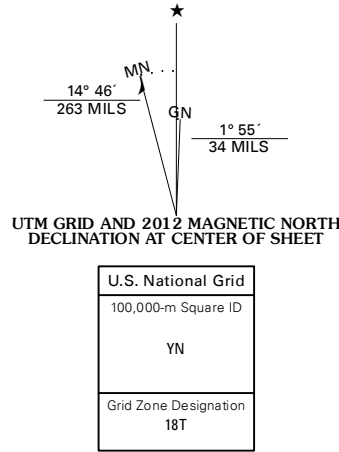 ★
MN
14° 46´
263 MILS
GN
1° 55´
34 MILS
UTM GRID AND 2012 MAGNETIC NORTH
DECLINATION AT CENTER OF SHEET
U.S. National Grid
100,000-m Square ID
YN
Grid Zone Designation
18T